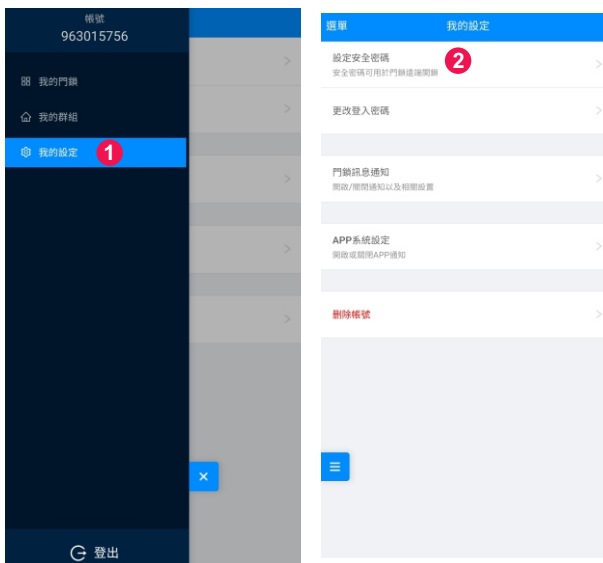 帳號
963015756
我的門鎖
我的群組
我的設定
1
登出
選單
我的設定
設定安全密碼
安全密碼可用於門鎖遠端開鎖
2
更改登入密碼
門鎖訊息通知
開啟/關閉通知以及相關設置
APP系統設定
開啟或關閉APP通知
刪除帳號